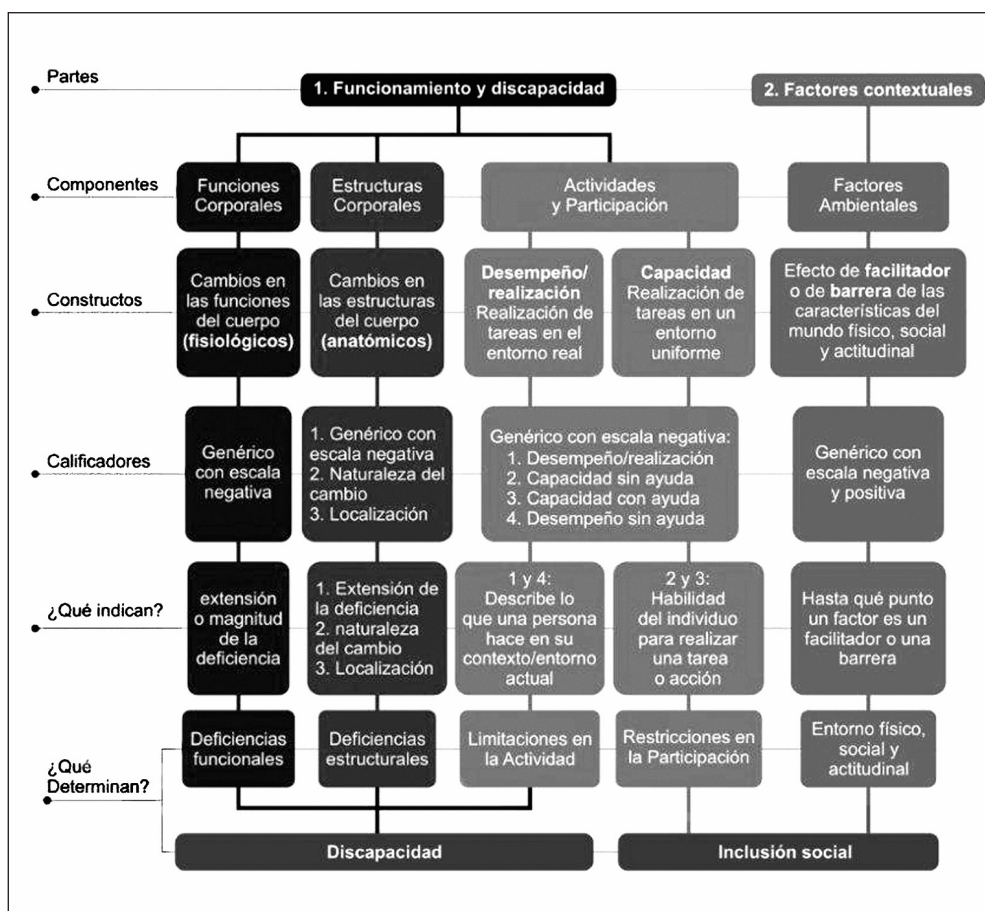 Partes
1. Funcionamiento y discapacidad
2. Factores contextuales
Componentes
Funciones
Corporales
Estructuras
Corporales
Actividades
y Participación
Factores
Ambientales
Constructos
Cambios en
las funciones
del cuerpo
(fisiológicos)
Cambios en
las estructuras
del cuerpo
(anatómicos)
Desempeño/
realización
Realización de
tareas en el
entorno real
Capacidad
Realización de
tareas en un
entorno
uniforme
Efecto de facilitador
o de barrera de las
características del
mundo físico, social
y actitudinal
Calificadores
Genérico
con escala
negativa
1. Genérico con
escala negativa
2. Naturaleza del
cambio
3. Localización
Genérico con escala negativa:
1. Desempeño/realización
2. Capacidad sin ayuda
3. Capacidad con ayuda
4. Desempeño sin ayuda
Genérico con
escala negativa
y positiva
¿Qué indican?
extensión
o magnitud
de la
deficiencia
1. Extensión de
la deficiencia
2. naturaleza
del cambio
3. Localización
1 y 4:
Describe lo
que una persona
hace en su
contexto/entorno
actual
2 y 3:
Habilidad
del individuo
para realizar
una tarea
o acción
Hasta qué punto
un factor es un
facilitador o una
barrera
¿Qué
Determinan?
Deficiencias
funcionales
Deficiencias
estructurales
Limitaciones en
la Actividad
Restricciones en
la Participación
Entorno físico,
social y
actitudinal
Discapacidad
Inclusión social